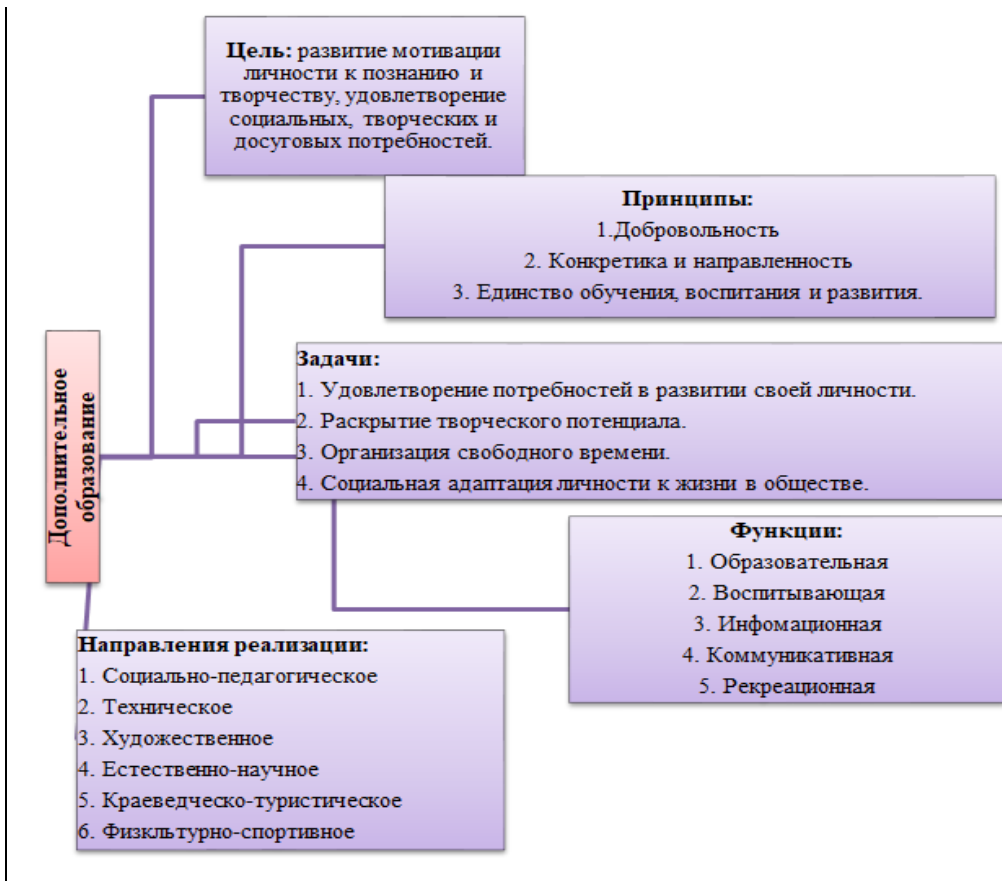 Цель: развитие мотивации
личности к познанию и
творчеству, удовлетворение
социальных, творческих и
досуговых потребностей.
Принципы:
1.Добровольность
2. Конкретика и направленность
3. Единство обучения, воспитания и развития.
Дополнительное
образование
Задачи:
1. Удовлетворение потребностей в развитии своей личности.
2. Раскрытие творческого потенциала.
3. Организация свободного времени.
4. Социальная адаптация личности к жизни в обществе.
Функции:
1. Образовательная
2. Воспитывающая
3. Инфомационная
4. Коммуникативная
5. Рекреационная
Направления реализации:
1. Социально-педагогическое
2. Техническое
3. Художественное
4. Естественно-научное
5. Краеведческо-туристическое
6. Физкльтурно-спортивное